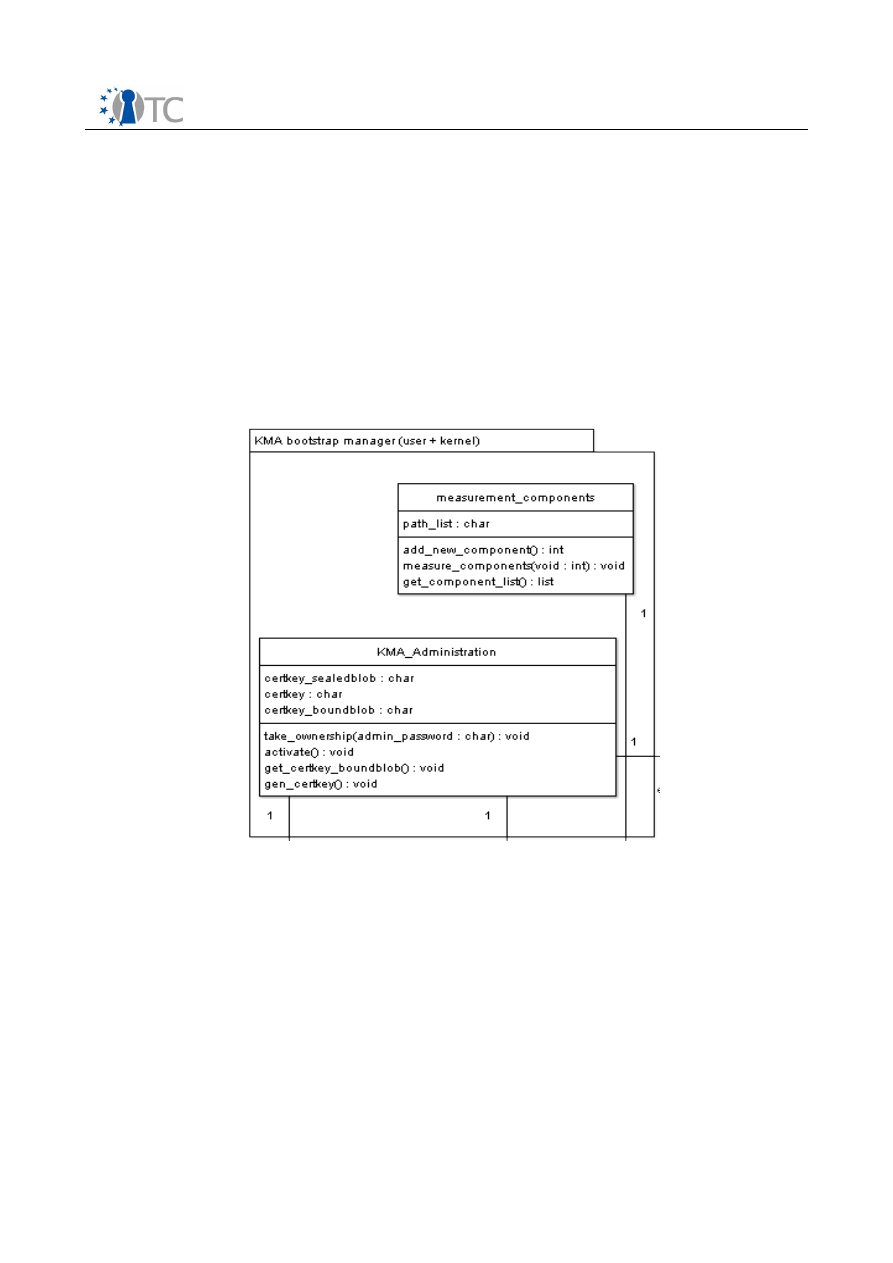 TC
KMA bootstrap manager (user + kernel)
measurement_components
path_list : char
add_new_component() : int
measure_components(void : int) : void
get_component_list() : list
1
KMA_Administration
certkey_sealedblob : char
certkey : char
certkey_boundblob : char
take_ownership(admin_password : char) : void
activate() : void
get_certkey_boundblob() : void
gen_certkey() : void
1
1
1